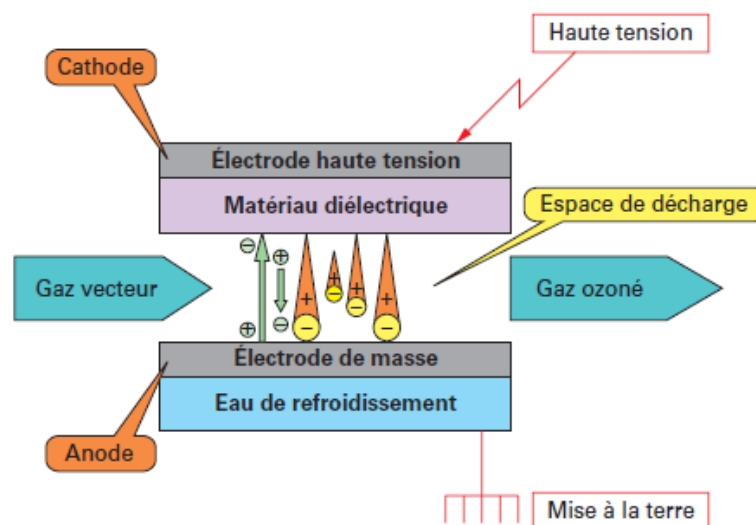 Haute tension
Cathode
Électrode haute tension
Matériau diélectrique
Espace de décharge
Gaz vecteur
Gaz ozoné
⊖ ⊕
+ + + +
− − − −
⊕ ⊖
Électrode de masse
Eau de refroidissement
Anode
Mise à la terre